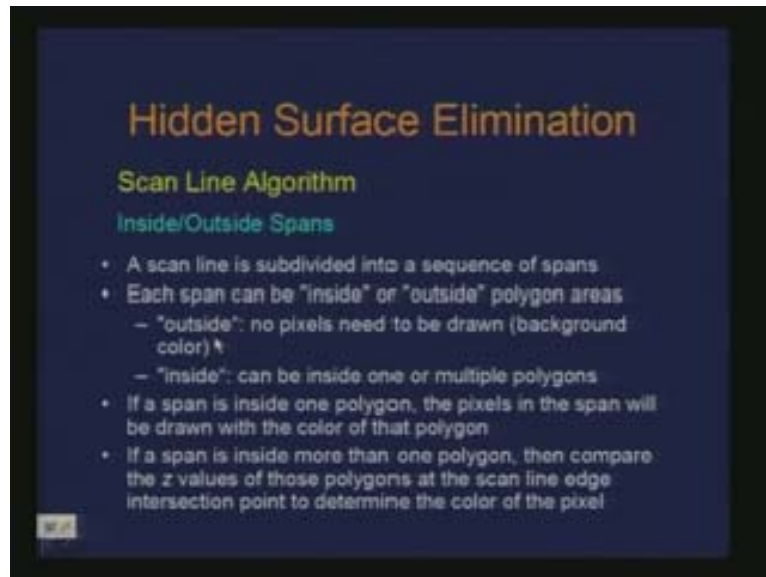 Hidden Surface Elimination
Scan Line Algorithm
Inside/Outside Spans
• A scan line is subdivided into a sequence of spans
• Each span can be "inside" or "outside" polygon areas
– "outside": no pixels need to be drawn (background
color)
– "inside": can be inside one or multiple polygons
• If a span is inside one polygon, the pixels in the span will
be drawn with the color of that polygon
• If a span is inside more than one polygon, then compare
the z values of those polygons at the scan line edge
intersection point to determine the color of the pixel